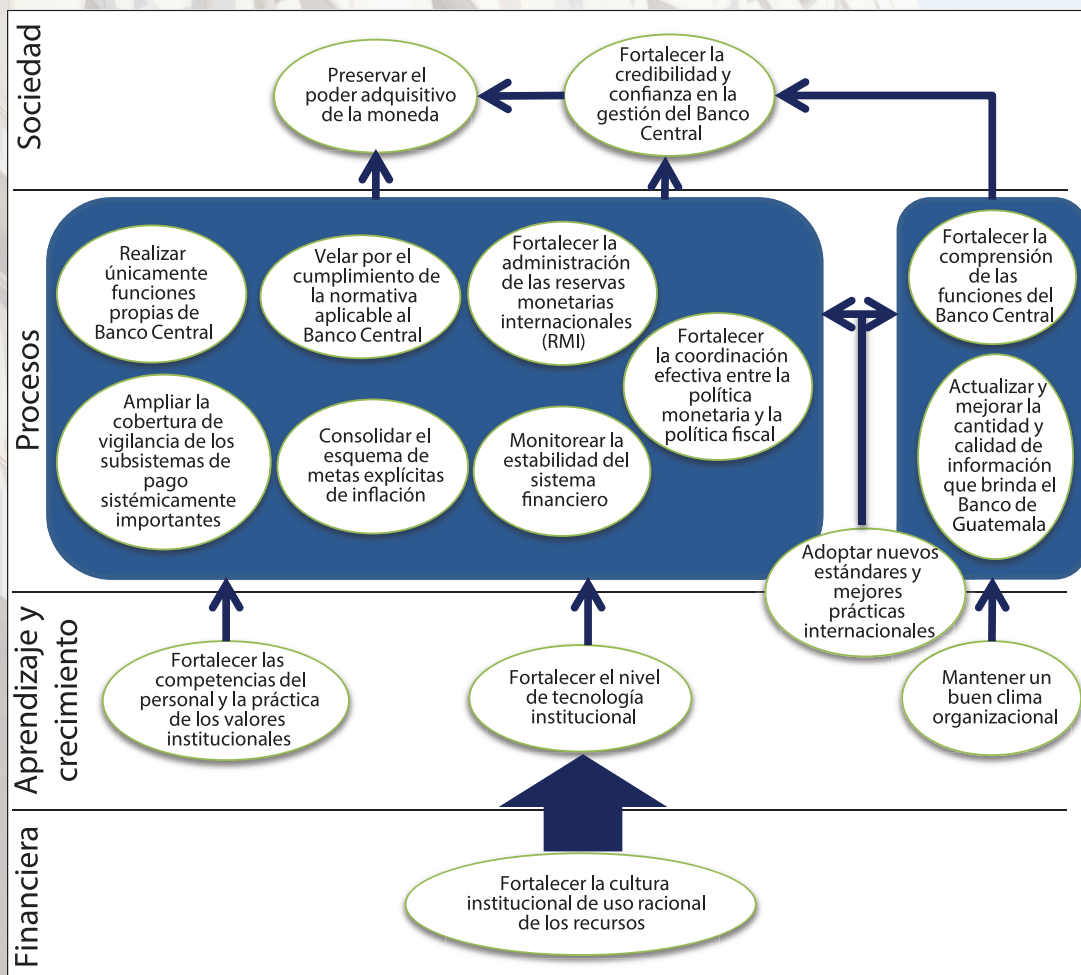 Sociedad
Preservar el
poder adquisitivo
de la moneda
Fortalecer la
credibilidad y
confianza en la
gestión del Banco
Central
Procesos
Realizar
únicamente
funciones
propias de
Banco Central
Velar por el
cumplimiento de
la normativa
aplicable al
Banco Central
Fortalecer la
administración
de las reservas
monetarias
internacionales
(RMI)
Fortalecer
la coordinación
efectiva entre la
política
monetaria y la
política fiscal
Ampliar la
cobertura de
vigilancia de los
subsistemas de
pago
sistémicamente
importantes
Consolidar el
esquema de
metas explícitas
de inflación
Monitorear la
estabilidad del
sistema
financiero
Fortalecer la
comprensión
de las
funciones del
Banco Central
Actualizar y
mejorar la
cantidad y
calidad de
información
que brinda el
Banco de
Guatemala
Adoptar nuevos
estándares y
mejores
prácticas
internacionales
Aprendizaje y
crecimiento
Fortalecer las
competencias del
personal y la práctica
de los valores
institucionales
Fortalecer el nivel
de tecnología
institucional
Mantener un
buen clima
organizacional
Financiera
Fortalecer la cultura
institucional de uso racional
de los recursos